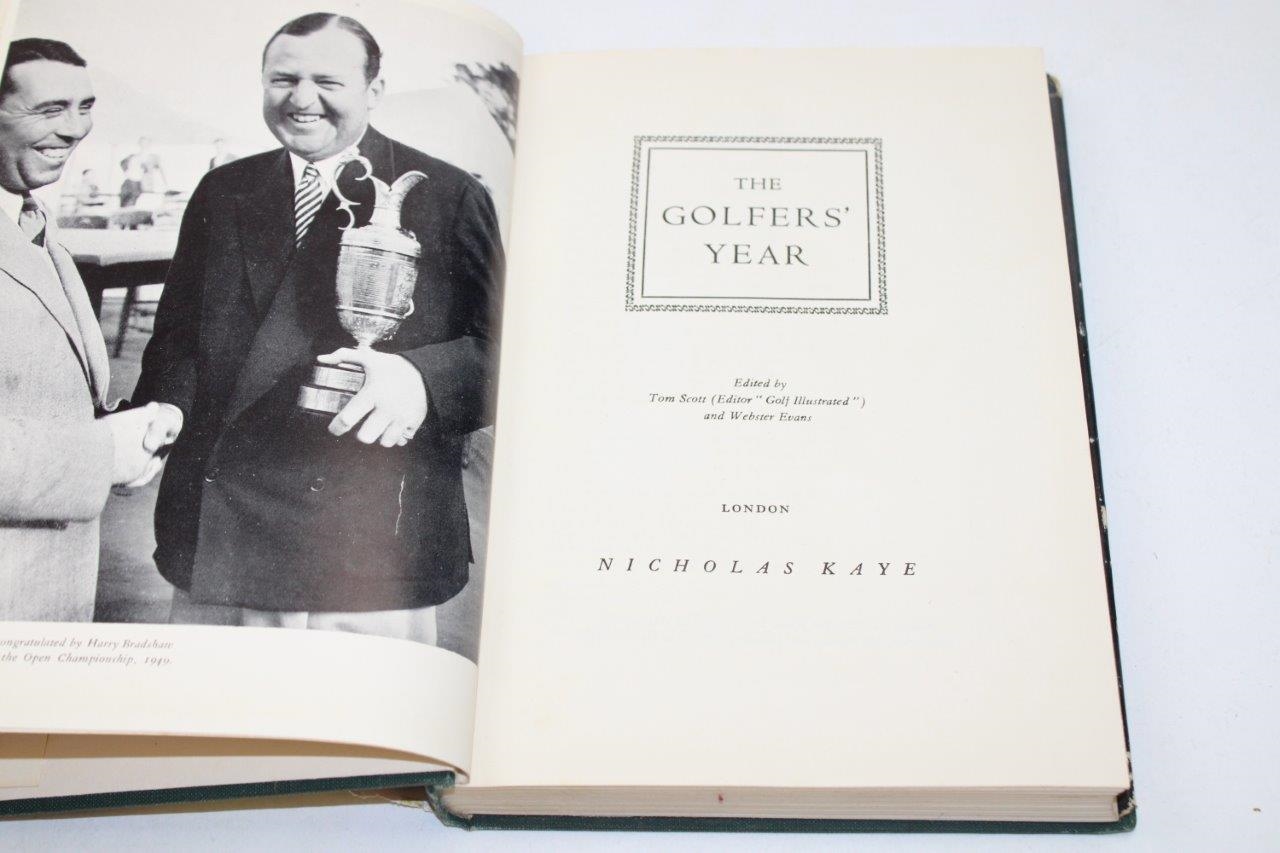 ongratulated by Harry Bradshaw
the Open Championship, 1949.
THE
GOLFERS'
YEAR
Edited by
Tom Scott (Editor "Golf Illustrated")
and Webster Evans
LONDON
NICHOLAS KAYE